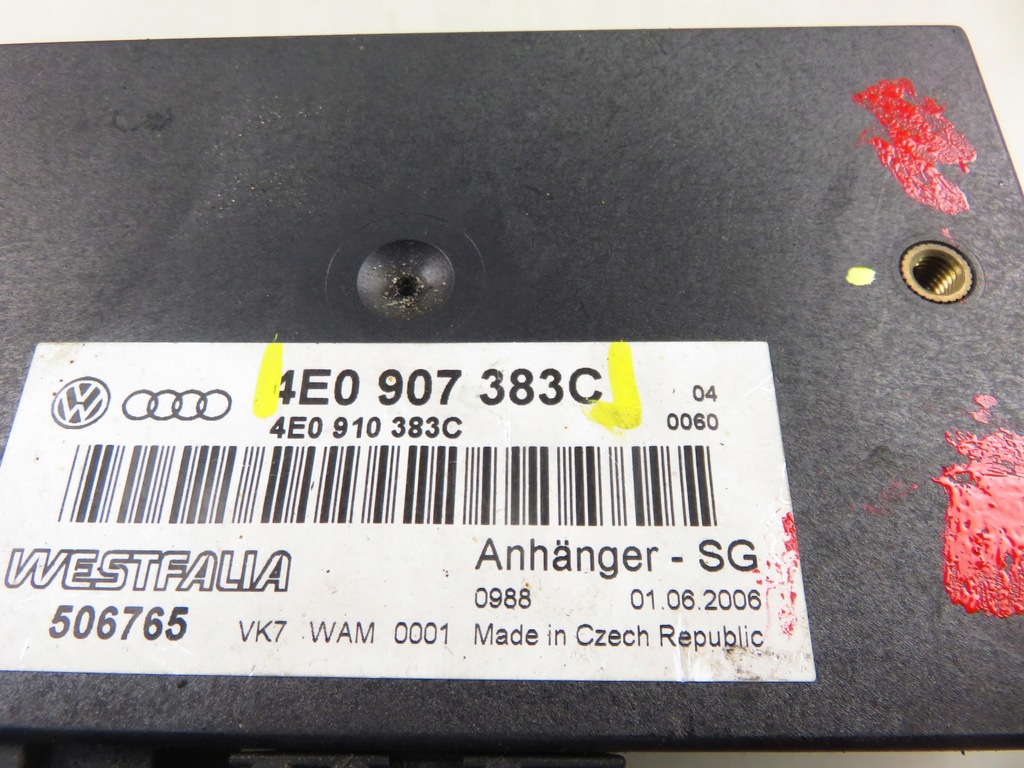 4E0 907 383C 04
4E0 910 383C 0060
WESTFALIA Anhänger - SG
0988 01.06.2006
506765 VK7 WAM 0001 Made in Czech Republic